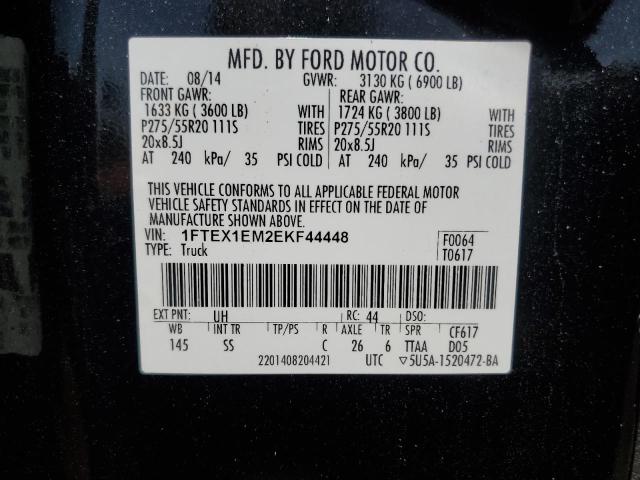 MFD. BY FORD MOTOR CO.
DATE: 08/14 GVWR: 3130 KG (6900 LB)
FRONT GAWR: REAR GAWR:
1633 KG (3600 LB) WITH 1724 KG (3800 LB) WITH
P275/55R20 111S TIRES P275/55R20 111S TIRES
20x8.5J RIMS 20x8.5J RIMS
AT 240 kPa/ 35 PSI COLD AT 240 kPa/ 35 PSI COLD
THIS VEHICLE CONFORMS TO ALL APPLICABLE FEDERAL MOTOR
VEHICLE SAFETY STANDARDS IN EFFECT ON THE DATE OF
MANUFACTURE SHOWN ABOVE.
VIN: 1FTEX1EM2EKF44448 F0064
TYPE: Truck T0617
EXT PNT: UH RC: 44 DSO:
WB INT TR TP/PS R AXLE TR SPR CF617
145 SS C 26 6 TTAA D05
2201408204421 UTC ▽5U5A-1520472-BA